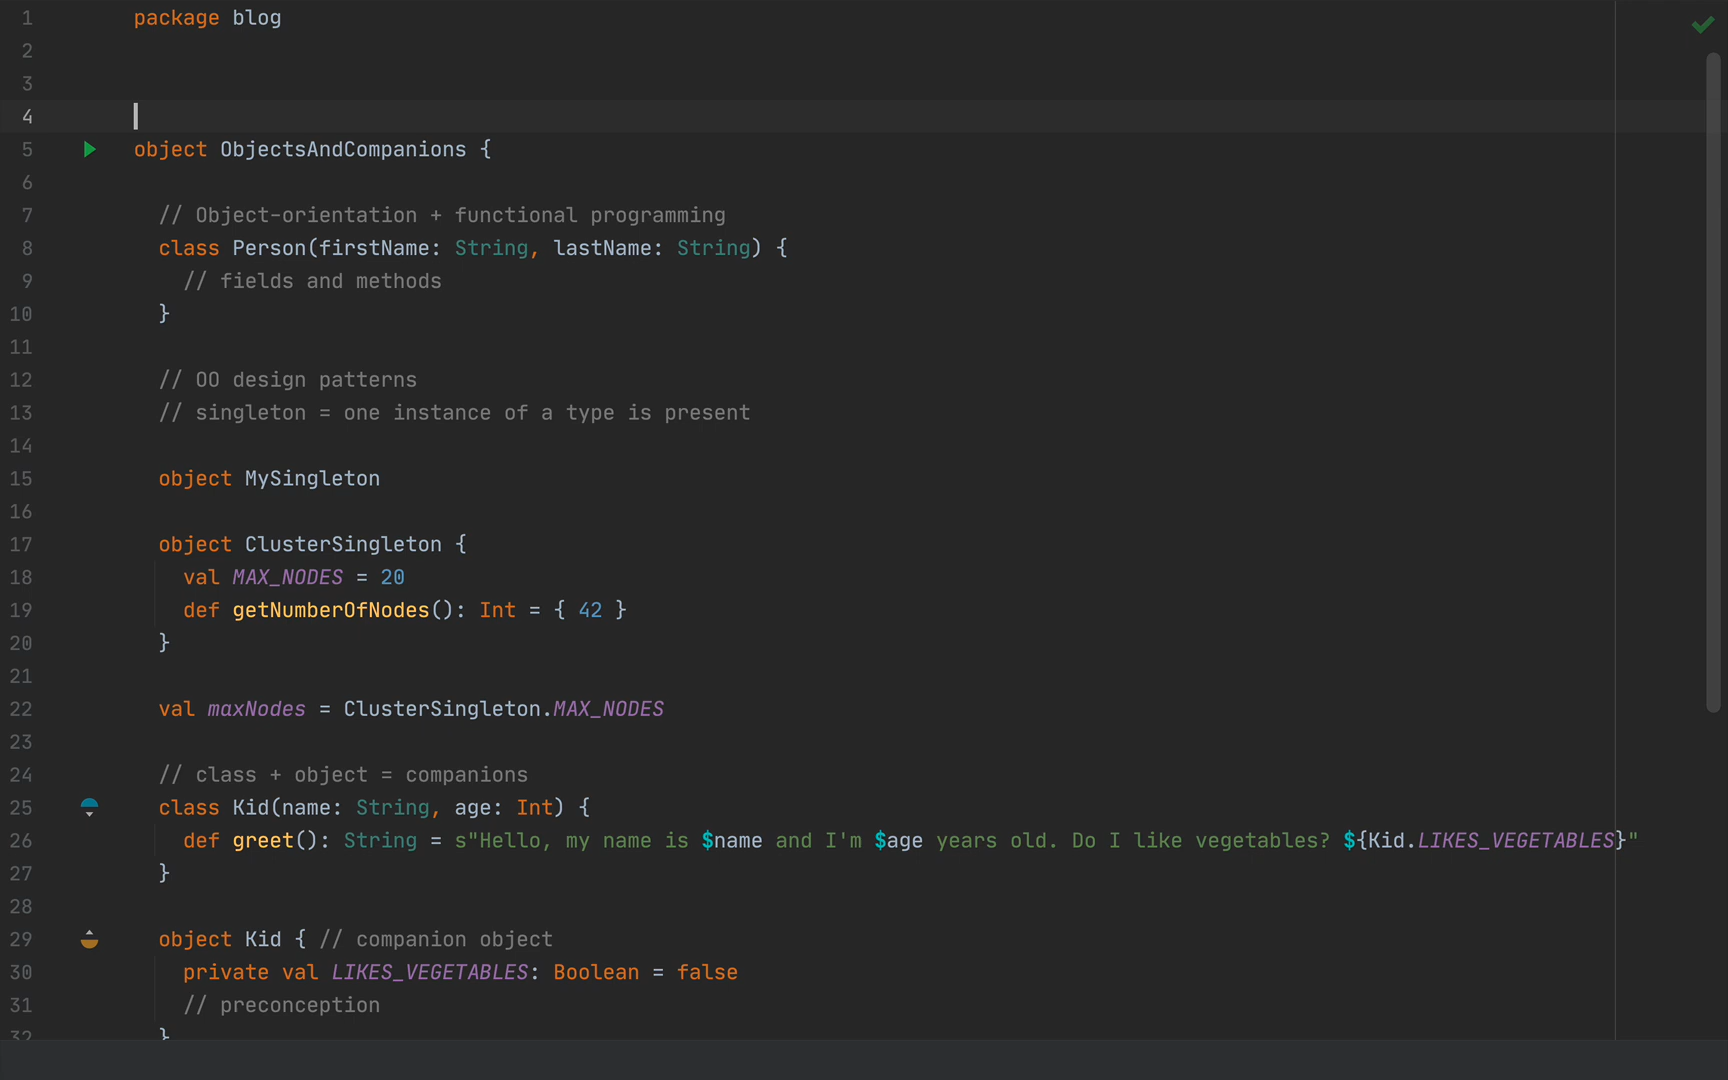 1 package blog
2
3
4
5 object ObjectsAndCompanions {
6
7 // Object-orientation + functional programming
8 class Person(firstName: String, lastName: String) {
9 // fields and methods
10 }
11
12 // OO design patterns
13 // singleton = one instance of a type is present
14
15 object MySingleton
16
17 object ClusterSingleton {
18 val MAX_NODES = 20
19 def getNumberOfNodes(): Int = { 42 }
20 }
21
22 val maxNodes = ClusterSingleton.MAX_NODES
23
24 // class + object = companions
25 class Kid(name: String, age: Int) {
26 def greet(): String = s"Hello, my name is $name and I'm $age years old. Do I like vegetables? ${Kid.LIKES_VEGETABLES}"
27 }
28
29 object Kid { // companion object
30 private val LIKES_VEGETABLES: Boolean = false
31 // preconception
32 }